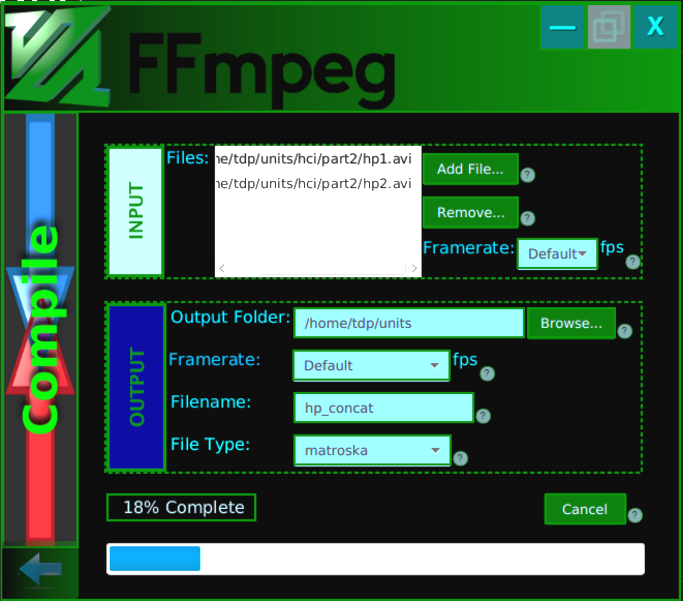 FFmpeg
X
Compile
INPUT
Files:
ne/tdp/units/hci/part2/hp1.avi
ne/tdp/units/hci/part2/hp2.avi
Add File...
?
Remove...
?
Framerate:
Default
fps
?
OUTPUT
Output Folder:
/home/tdp/units
Browse...
?
Framerate:
Default
fps
?
Filename:
hp_concat
?
File Type:
matroska
?
18% Complete
Cancel
?